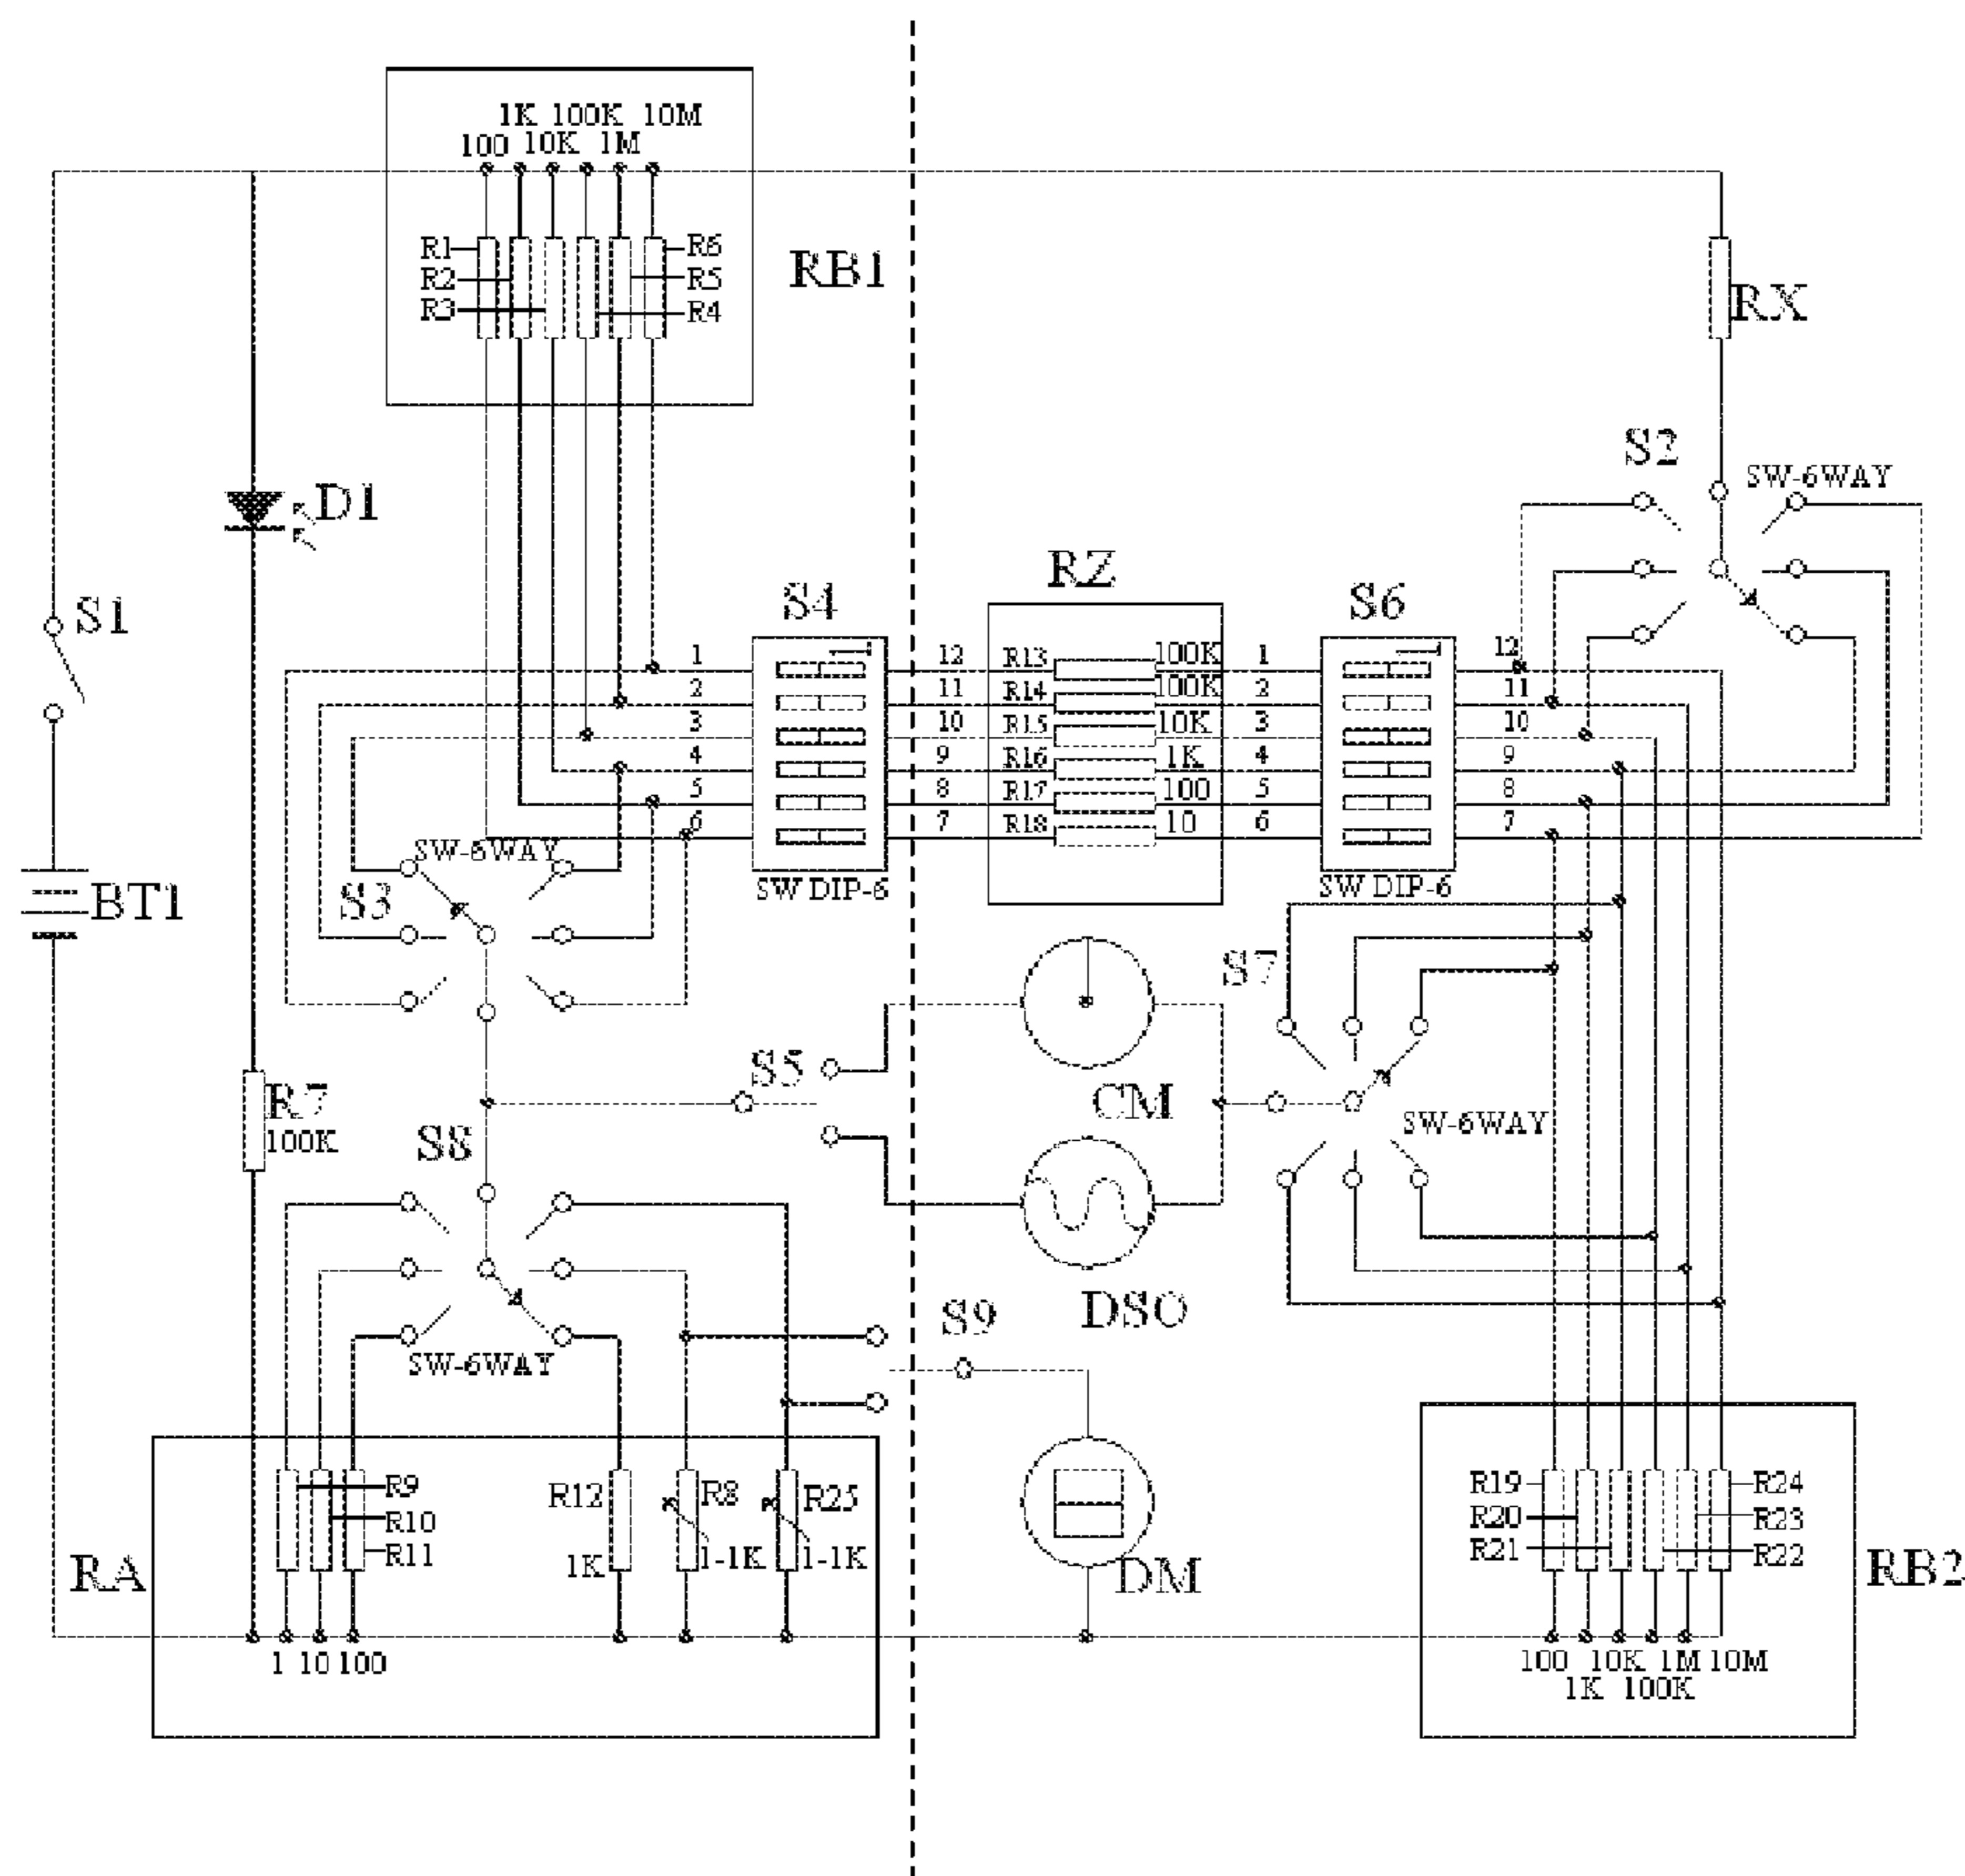 1K 100K 10M
100 10K 1M
R1
R2
R3
R6
R5
R4
RB1
RX
D1
S1
BT1
S2
SW-6WAY
S4
RZ
S6
1 12 R13 100K 1 12
2 11 R14 100K 2 11
3 10 R15 10K 3 10
4 9 R16 1K 4 9
5 8 R17 100 5 8
6 7 R18 10 6 7
SW DIP-6
SW DIP-6
SW-6WAY
S3
S7
S5
CM
SW-6WAY
R7
100K
S8
DSO
S9
SW-6WAY
RA
R9
R10
R11
R12
1K
R8
1-1K
R25
1-1K
DM
R19
R20
R21
R24
R23
R22
RB2
1 10 100
100 10K 1M 10M
1K 100K